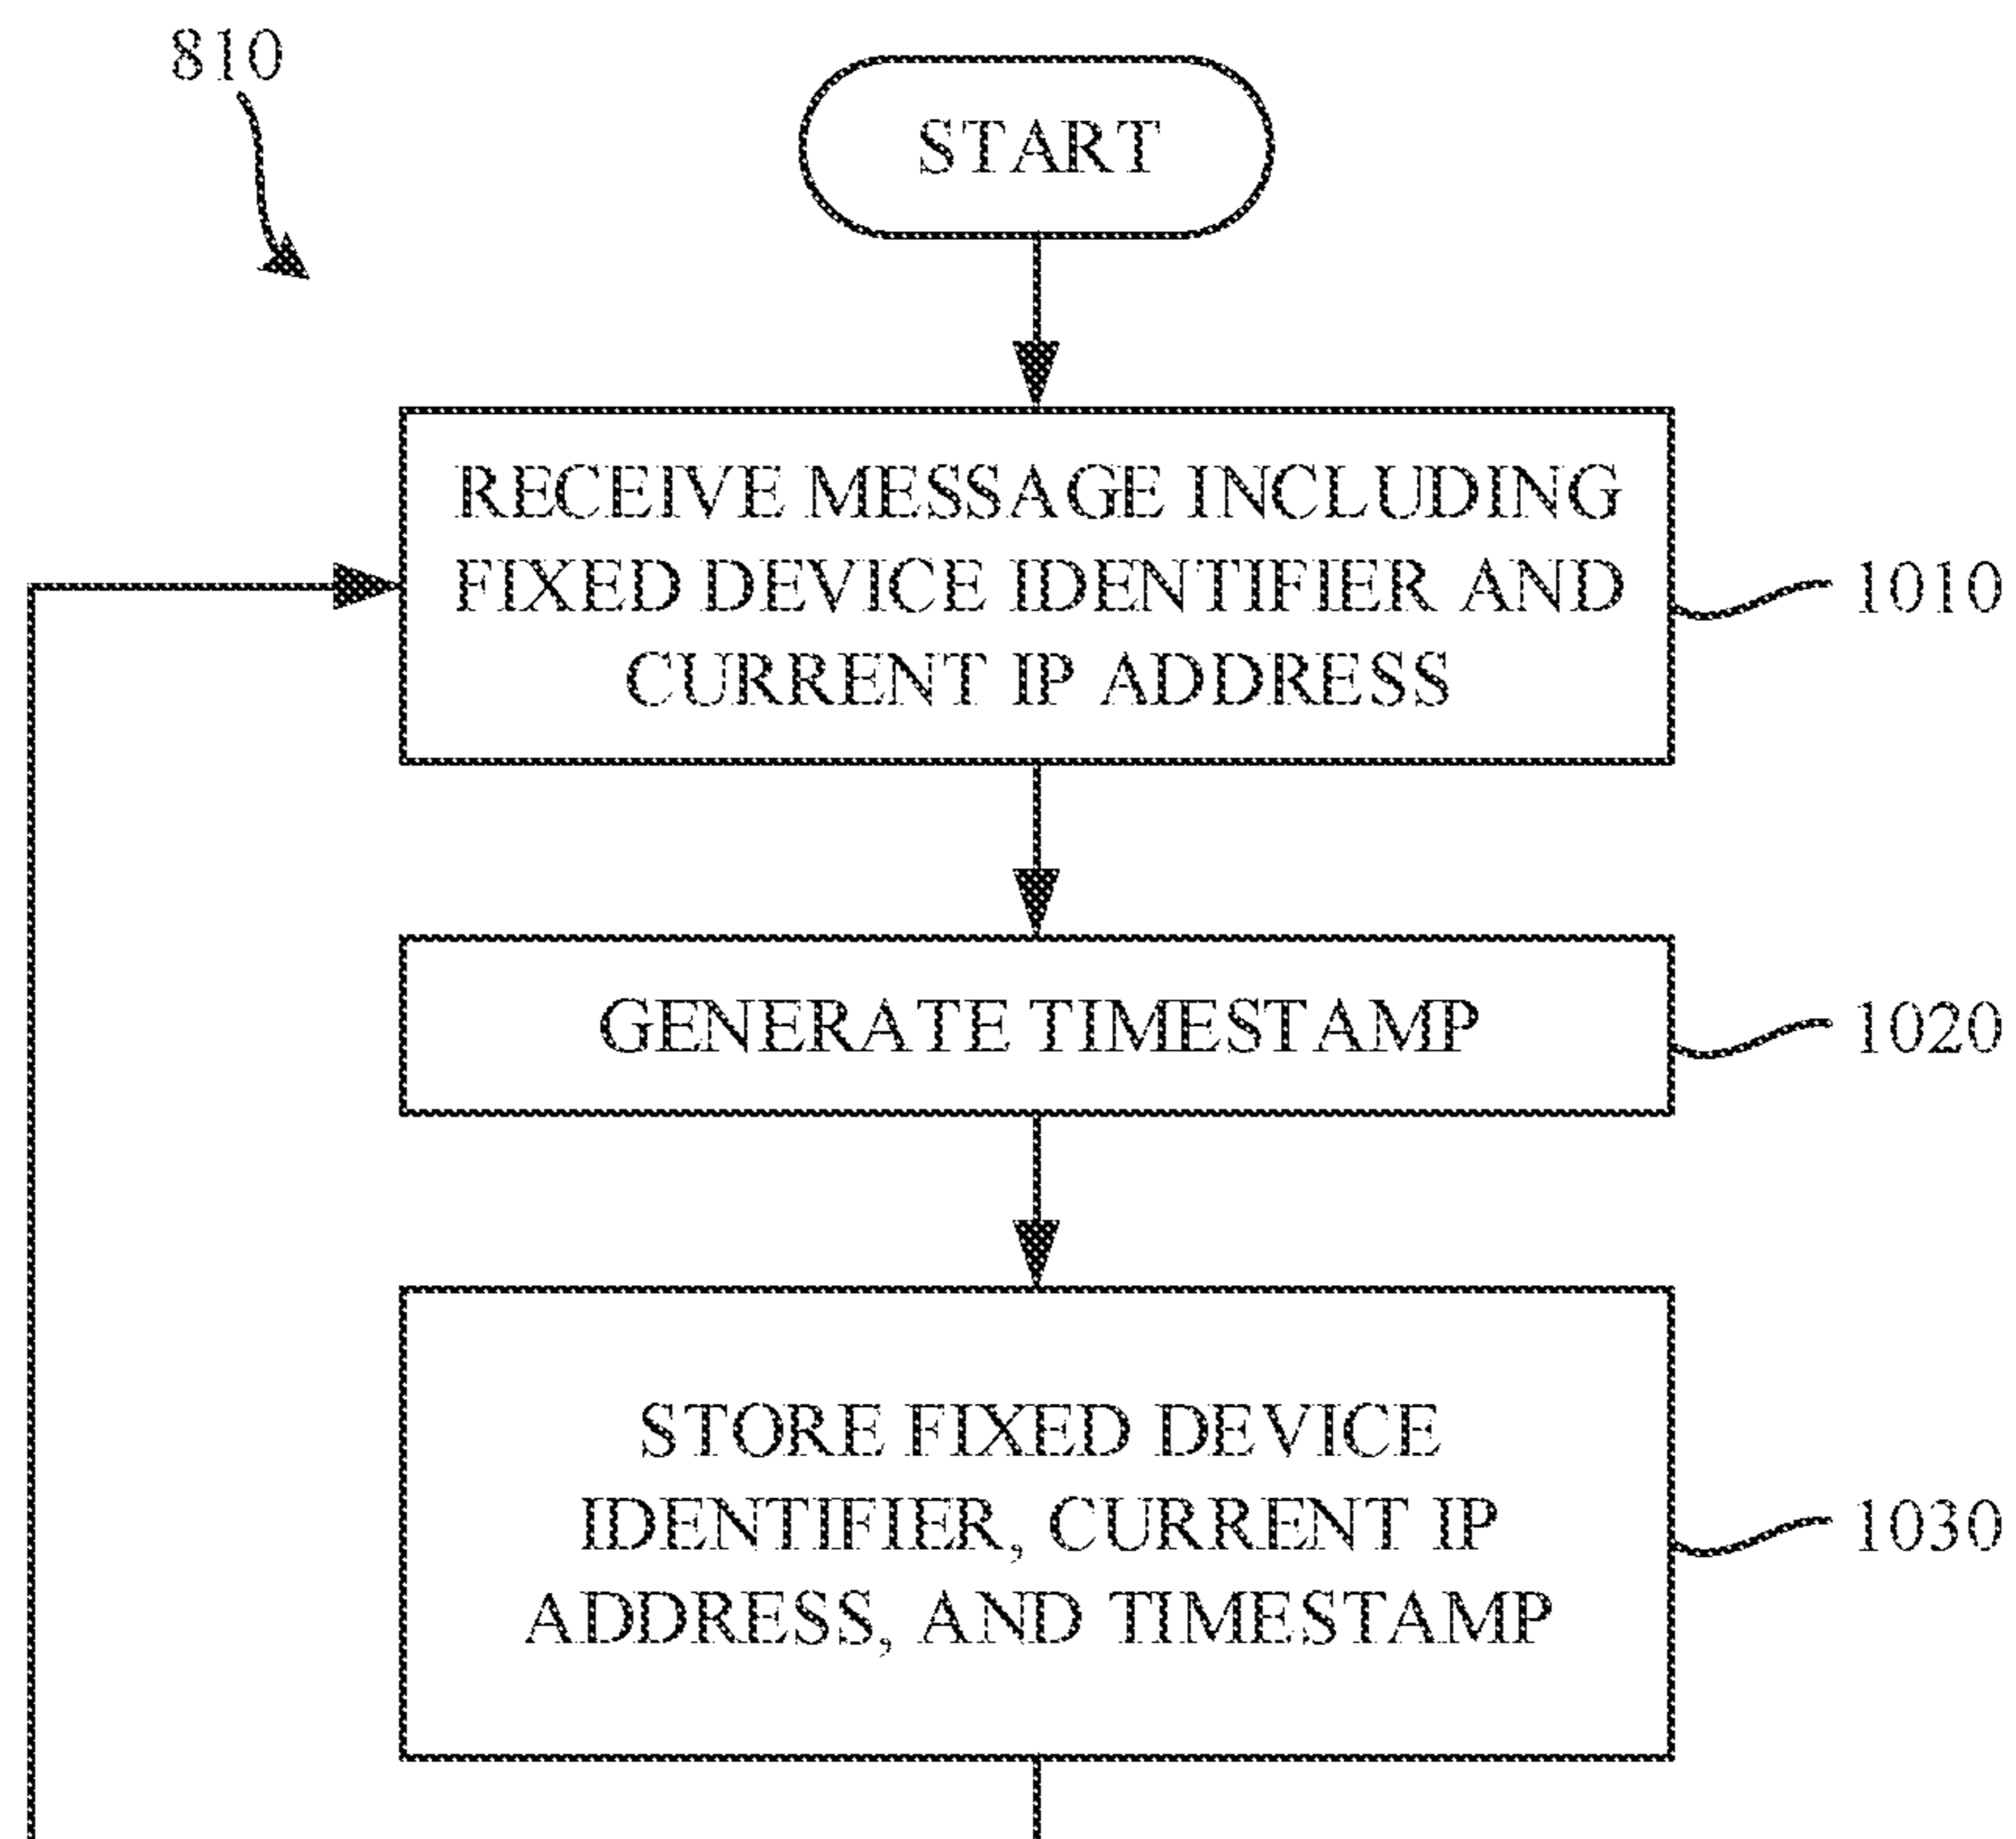 810
START
RECEIVE MESSAGE INCLUDING
FIXED DEVICE IDENTIFIER AND
CURRENT IP ADDRESS
1010
GENERATE TIMESTAMP
1020
STORE FIXED DEVICE
IDENTIFIER, CURRENT IP
ADDRESS, AND TIMESTAMP
1030